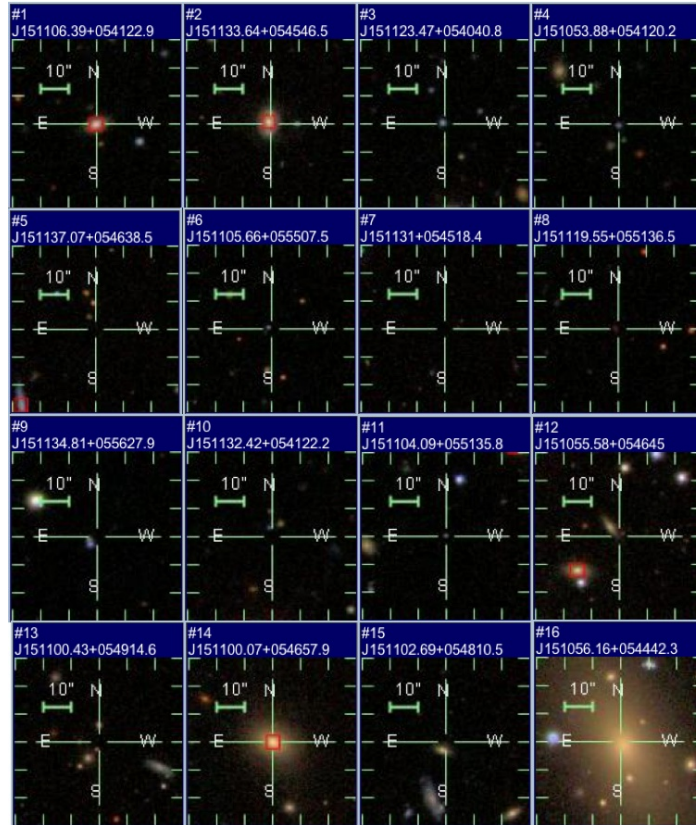 #1
J151106.39+054122.9
10" N
E W
S
#2
J151133.64+054546.5
10" N
E W
S
#3
J151123.47+054040.8
10" N
E W
S
#4
J151053.88+054120.2
10" N
E W
S
#5
J151137.07+054638.5
10" N
E W
S
#6
J151105.66+055507.5
10" N
E W
S
#7
J151131+054518.4
10" N
E W
S
#8
J151119.55+055136.5
10" N
E W
S
#9
J151134.81+055627.9
10" N
E W
S
#10
J151132.42+054122.2
10" N
E W
S
#11
J151104.09+055135.8
10" N
E W
S
#12
J151055.58+054645
10" N
E W
S
#13
J151100.43+054914.6
10" N
E W
S
#14
J151100.07+054657.9
10" N
E W
S
#15
J151102.69+054810.5
10" N
E W
S
#16
J151056.16+054442.3
10" N
E W
S